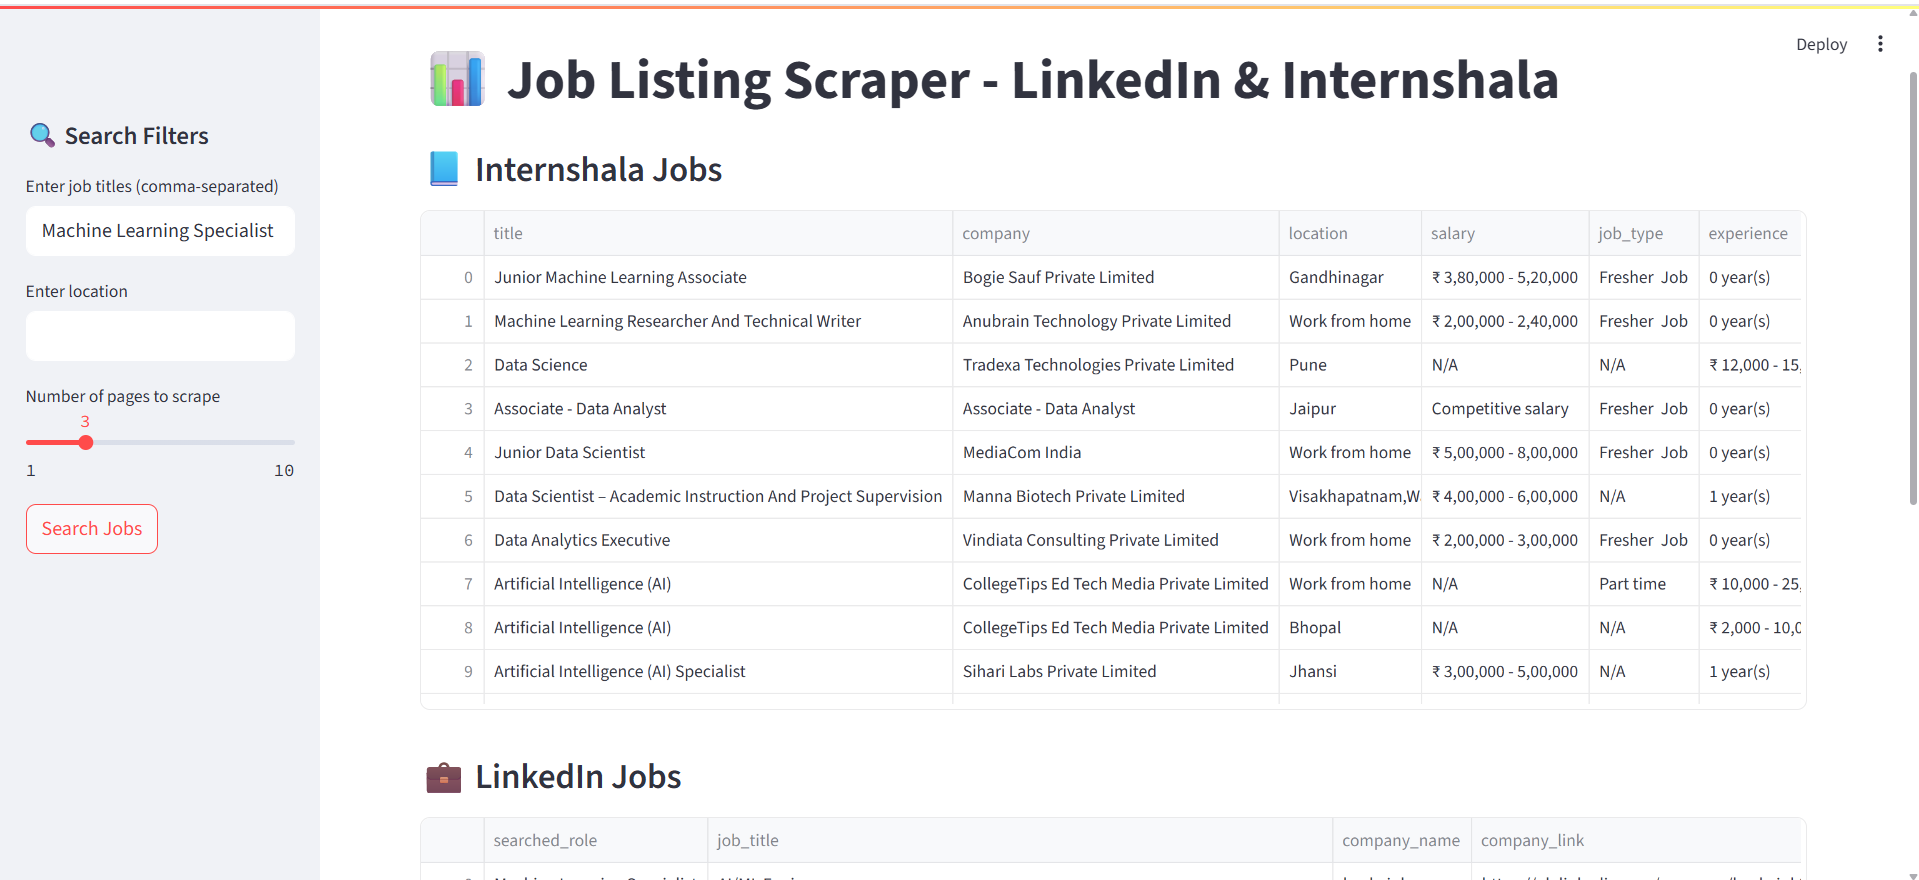 Deploy
Job Listing Scraper - LinkedIn & Internshala
Search Filters
Enter job titles (comma-separated)
Machine Learning Specialist
Enter location
Number of pages to scrape
3
1 10
Search Jobs
Internshala Jobs
title company location salary job_type experience
0 Junior Machine Learning Associate Bogie Sauf Private Limited Gandhinagar ₹ 3,80,000 - 5,20,000 Fresher Job 0 year(s)
1 Machine Learning Researcher And Technical Writer Anubrain Technology Private Limited Work from home ₹ 2,00,000 - 2,40,000 Fresher Job 0 year(s)
2 Data Science Tradexa Technologies Private Limited Pune N/A N/A ₹ 12,000 - 15,
3 Associate - Data Analyst Associate - Data Analyst Jaipur Competitive salary Fresher Job 0 year(s)
4 Junior Data Scientist MediaCom India Work from home ₹ 5,00,000 - 8,00,000 Fresher Job 0 year(s)
5 Data Scientist – Academic Instruction And Project Supervision Manna Biotech Private Limited Visakhapatnam,W ₹ 4,00,000 - 6,00,000 N/A 1 year(s)
6 Data Analytics Executive Vindiata Consulting Private Limited Work from home ₹ 2,00,000 - 3,00,000 Fresher Job 0 year(s)
7 Artificial Intelligence (AI) CollegeTips Ed Tech Media Private Limited Work from home N/A Part time ₹ 10,000 - 25,
8 Artificial Intelligence (AI) CollegeTips Ed Tech Media Private Limited Bhopal N/A N/A ₹ 2,000 - 10,0
9 Artificial Intelligence (AI) Specialist Sihari Labs Private Limited Jhansi ₹ 3,00,000 - 5,00,000 N/A 1 year(s)
LinkedIn Jobs
searched_role job_title company_name company_link